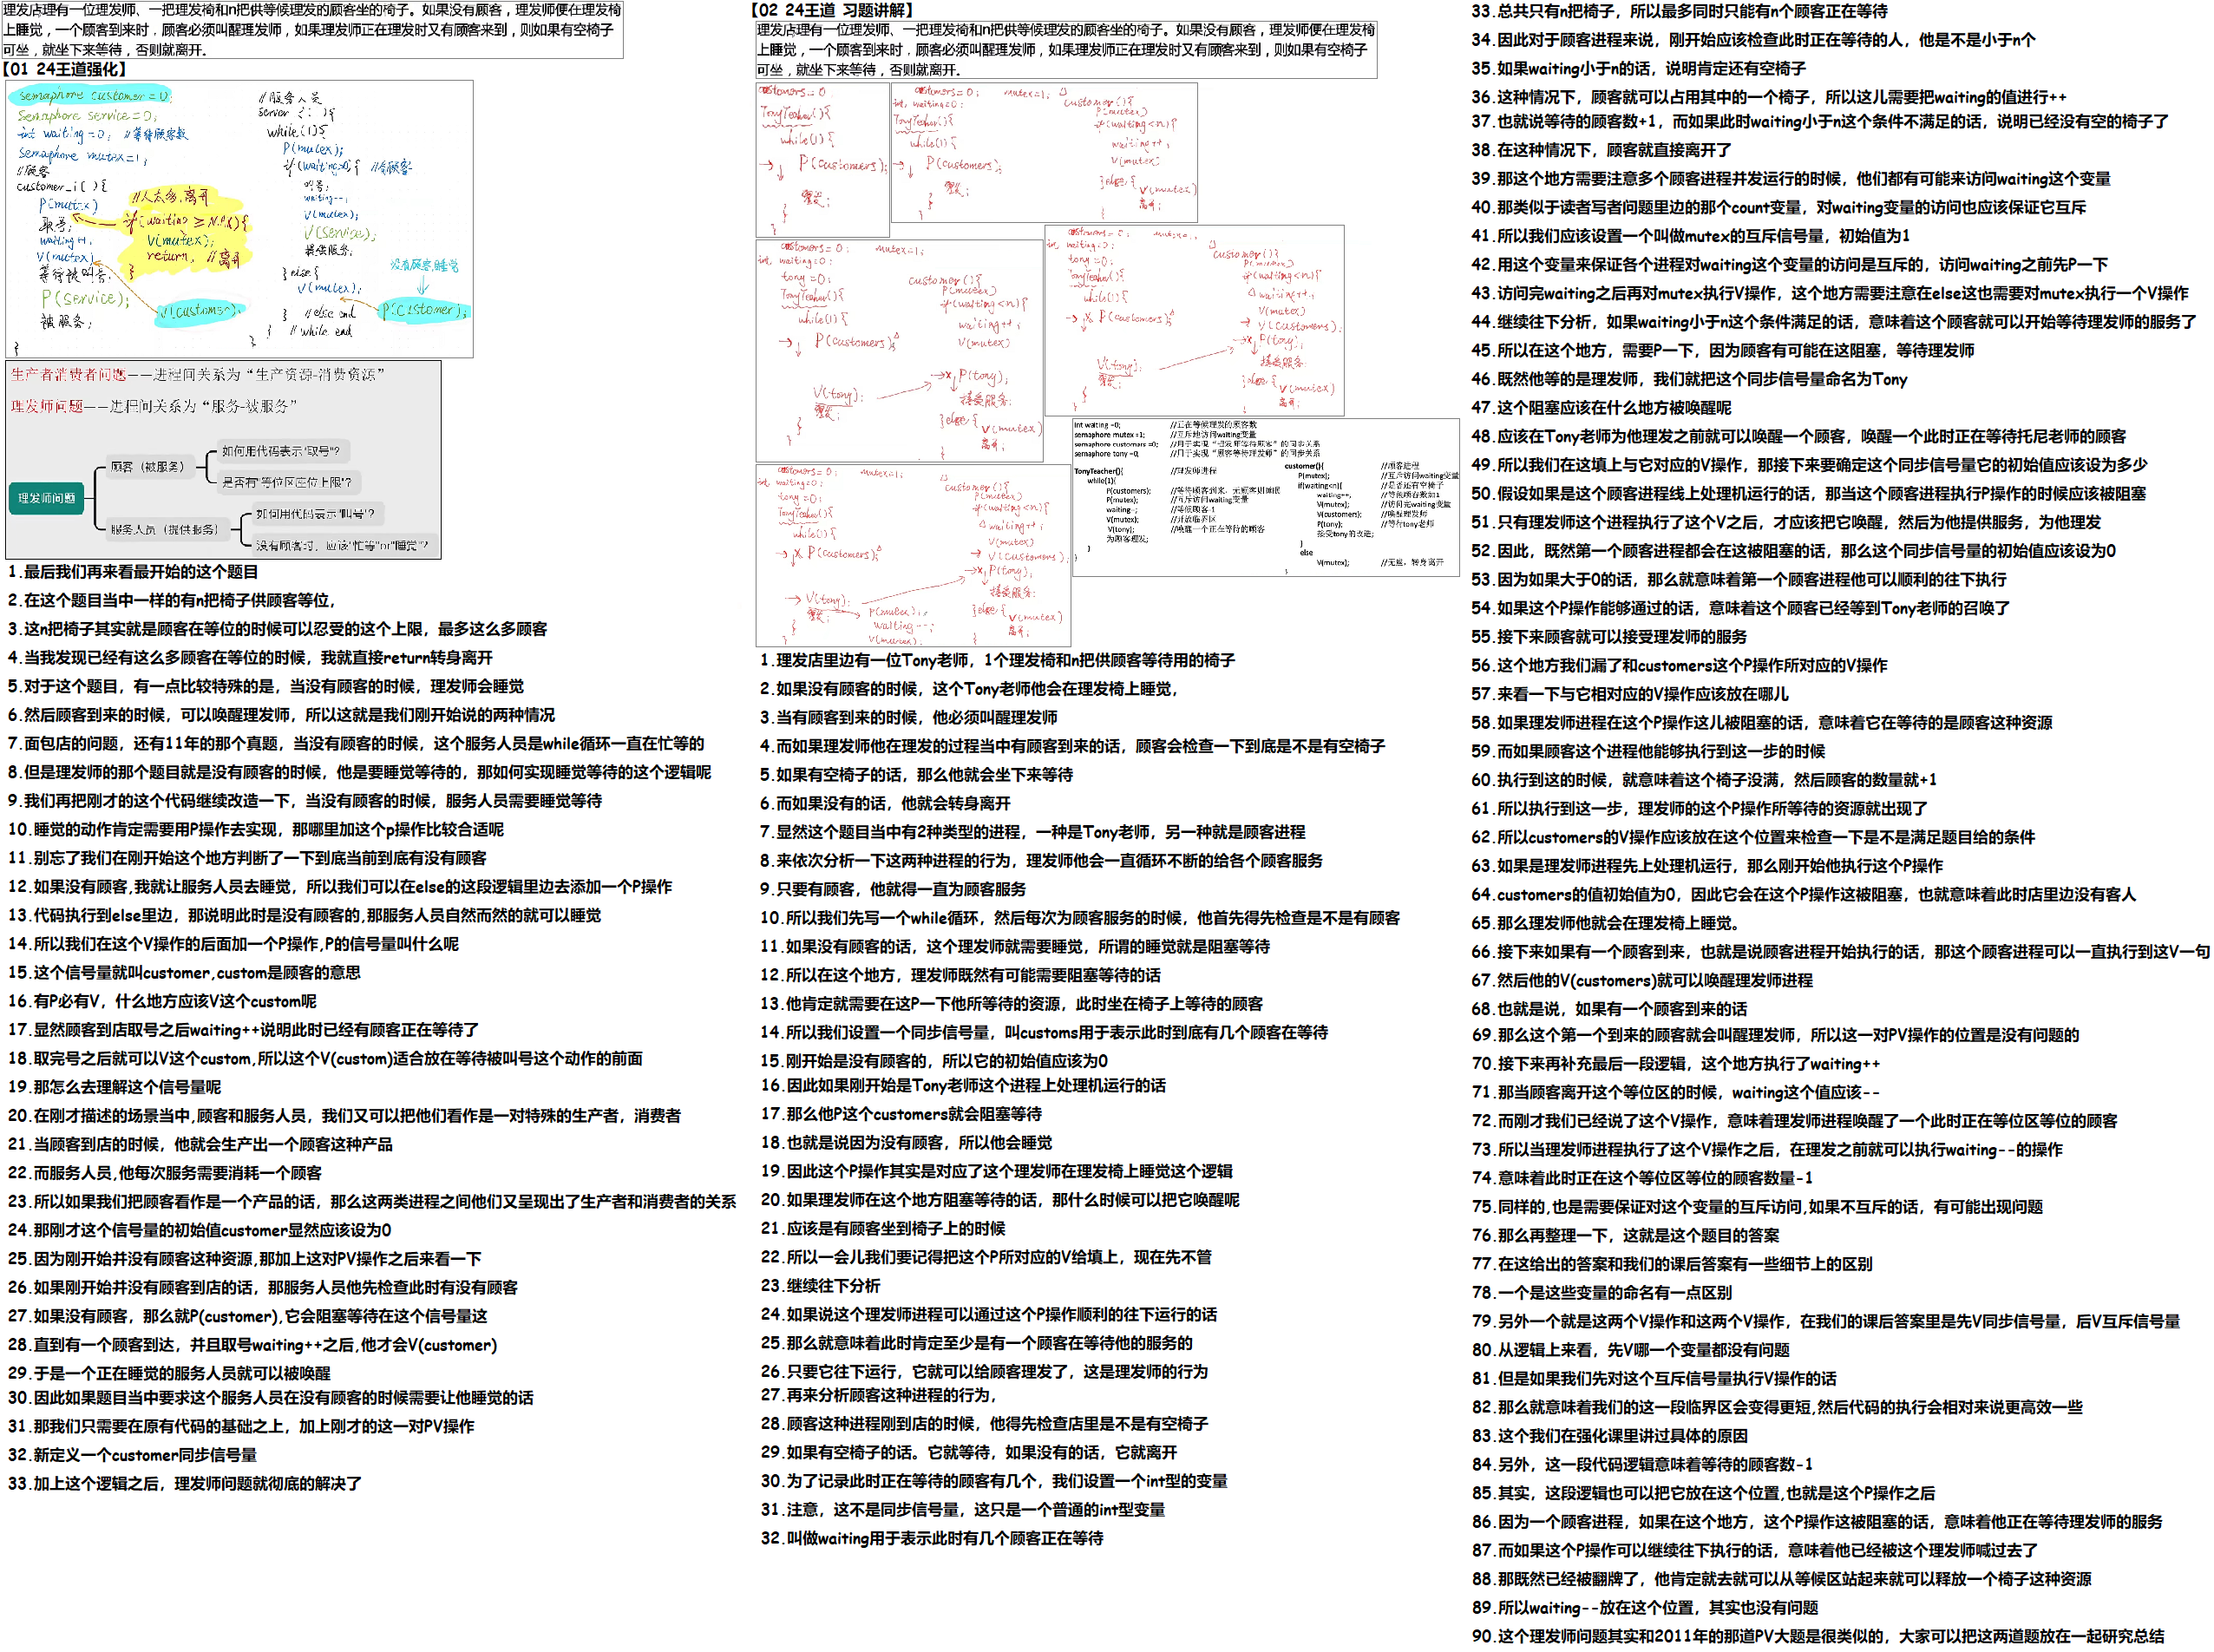 理发店理有一位理发师、一把理发椅和n把供等候理发的顾客坐的椅子。如果没有顾客，理发师便在理发椅
上睡觉，一个顾客到来时，顾客必须叫醒理发师，如果理发师正在理发时又有顾客来到，则如果有空椅子
可坐，就坐下来等待，否则就离开。
【01 24王道强化】
semaphore customer=0;
Semaphore service=0;
int waiting=0; //等待顾客数
Semaphore mutex=1;
//顾客
customer_i(){
P(mutex)
取号;
waiting++;
V(mutex)
等待被叫号;
P(service);
被服务;
}
//人太多,离开
V(mutex);
return; //离开
}
V(customer);
//服务人员
while(1){
P(mutex);
if(waiting>0){ //有顾客
叫号;
waiting--;
V(mutex);
V(service);
提供服务;
}else{
V(mutex);
} //else end
} //while end
}
没有顾客,睡觉
P(customer);
生产者消费者问题——进程间关系为“生产资源-消费资源”
理发师问题——进程间关系为“服务-被服务”
理发师问题
顾客（被服务）
如何用代码表示“取号”?
是否有“等位区座位上限”?
服务人员（提供服务）
如何用代码表示“叫号”?
没有顾客时，应该“忙等”or“睡觉”?
1.最后我们再来看最开始的这个题目
2.在这个题目当中一样的有n把椅子供顾客等位，
3.这n把椅子其实就是顾客在等位的时候可以忍受的这个上限，最多这么多顾客
4.当我发现已经有这么多顾客在等位的时候，我就直接return转身离开
5.对于这个题目，有一点比较特殊的是，当没有顾客的时候，理发师会睡觉
6.然后顾客到来的时候，可以唤醒理发师，所以这就是我们刚开始说的两种情况
7.面包店的问题，还有11年的那个真题，当没有顾客的时候，这个服务人员是while循环一直在忙等的
8.但是理发师的那个题目就是没有顾客的时候，他是要睡觉等待的，那如何实现睡觉等待的这个逻辑呢
9.我们再把刚才的这个代码继续改造一下，当没有顾客的时候，服务人员需要睡觉等待
10.睡觉的动作肯定需要用P操作去实现，那哪里加这个p操作比较合适呢
11.别忘了我们在刚开始这个地方判断了一下到底当前到底有没有顾客
12.如果没有顾客,我就让服务人员去睡觉，所以我们可以在else的这段逻辑里边去添加一个P操作
13.代码执行到else里边，那说明此时是没有顾客的,那服务人员自然而然的就可以睡觉
14.所以我们在这个V操作的后面加一个P操作,P的信号量叫什么呢
15.这个信号量就叫customer,custom是顾客的意思
16.有P必有V，什么地方应该V这个custom呢
17.显然顾客到店取号之后waiting++说明此时已经有顾客正在等待了
18.取完号之后就可以V这个custom,所以这个V(custom)适合放在等待被叫号这个动作的前面
19.那怎么去理解这个信号量呢
20.在刚才描述的场景当中,顾客和服务人员，我们又可以把他们看作是一对特殊的生产者，消费者
21.当顾客到店的时候，他就会生产出一个顾客这种产品
22.而服务人员,他每次服务需要消耗一个顾客
23.所以如果我们把顾客看作是一个产品的话，那么这两类进程之间他们又呈现出了生产者和消费者的关系
24.那刚才这个信号量的初始值customer显然应该设为0
25.因为刚开始并没有顾客这种资源,那加上这对PV操作之后来看一下
26.如果刚开始并没有顾客到店的话，那服务人员他先检查此时有没有顾客
27.如果没有顾客，那么就P(customer),它会阻塞等待在这个信号量这
28.直到有一个顾客到达，并且取号waiting++之后,他才会V(customer)
29.于是一个正在睡觉的服务人员就可以被唤醒
30.因此如果题目当中要求这个服务人员在没有顾客的时候需要让他睡觉的话
31.那我们只需要在原有代码的基础之上，加上刚才的这一对PV操作
32.新定义一个customer同步信号量
33.加上这个逻辑之后，理发师问题就彻底的解决了
【02 24王道 习题讲解】
理发店理有一位理发师、一把理发椅和n把供等候理发的顾客坐的椅子。如果没有顾客，理发师便在理发椅
上睡觉，一个顾客到来时，顾客必须叫醒理发师，如果理发师正在理发时又有顾客来到，则如果有空椅子
可坐，就坐下来等待，否则就离开。
int waiting=0; //正在等候理发的顾客数
semaphore mutex=1; //互斥地访问waiting变量
semaphore customers=0; //用于实现“理发师等待顾客”的同步关系
semaphore tony=0; //用于实现“顾客等待理发师”的同步关系
TonyTeacher(){ //理发师进程
while(1){
P(customers); //等待顾客到来，无顾客则睡眠
P(mutex); //互斥访问waiting变量
waiting--; //等候顾客-1
V(mutex); //开放临界区
V(tony); //唤醒一个正在等待的顾客
为顾客理发;
}
}
customer(){ //顾客进程
P(mutex); //互斥访问waiting变量
if(waiting<n){ //是否还有空椅子
waiting++; //等候顾客数加1
V(mutex); //访问完waiting变量
V(customers); //唤醒理发师
P(tony); //等待tony老师
接受tony的改造;
}
else
V(mutex); //无座，转身离开
}
1.理发店里边有一位Tony老师，1个理发椅和n把供顾客等待用的椅子
2.如果没有顾客的时候，这个Tony老师他会在理发椅上睡觉，
3.当有顾客到来的时候，他必须叫醒理发师
4.而如果理发师他在理发的过程当中有顾客到来的话，顾客会检查一下到底是不是有空椅子
5.如果有空椅子的话，那么他就会坐下来等待
6.而如果没有的话，他就会转身离开
7.显然这个题目当中有2种类型的进程，一种是Tony老师，另一种就是顾客进程
8.来依次分析一下这两种进程的行为，理发师他会一直循环不断的给各个顾客服务
9.只要有顾客，他就得一直为顾客服务
10.所以我们先写一个while循环，然后每次为顾客服务的时候，他首先得先检查是不是有顾客
11.如果没有顾客的话，这个理发师就需要睡觉，所谓的睡觉就是阻塞等待
12.所以在这个地方，理发师既然有可能需要阻塞等待的话
13.他肯定就需要在这P一下他所等待的资源，此时坐在椅子上等待的顾客
14.所以我们设置一个同步信号量，叫customs用于表示此时到底有几个顾客在等待
15.刚开始是没有顾客的，所以它的初始值应该为0
16.因此如果刚开始是Tony老师这个进程上处理机运行的话
17.那么他P这个customers就会阻塞等待
18.也就是说因为没有顾客，所以他会睡觉
19.因此这个P操作其实是对应了这个理发师在理发椅上睡觉这个逻辑
20.如果理发师在这个地方阻塞等待的话，那什么时候可以把它唤醒呢
21.应该是有顾客坐到椅子上的时候
22.所以一会儿我们要记得把这个P所对应的V给填上，现在先不管
23.继续往下分析
24.如果说这个理发师进程可以通过这个P操作顺利的往下运行的话
25.那么就意味着此时肯定至少是有一个顾客在等待他的服务的
26.只要它往下运行，它就可以给顾客理发了，这是理发师的行为
27.再来分析顾客这种进程的行为，
28.顾客这种进程刚到店的时候，他得先检查店里是不是有空椅子
29.如果有空椅子的话。它就等待，如果没有的话，它就离开
30.为了记录此时正在等待的顾客有几个，我们设置一个int型的变量
31.注意，这不是同步信号量，这只是一个普通的int型变量
32.叫做waiting用于表示此时有几个顾客正在等待
33.总共只有n把椅子，所以最多同时只能有n个顾客正在等待
34.因此对于顾客进程来说，刚开始应该检查此时正在等待的人，他是不是小于n个
35.如果waiting小于n的话，说明肯定还有空椅子
36.这种情况下，顾客就可以占用其中的一个椅子，所以这儿需要把waiting的值进行++
37.也就说等待的顾客数+1，而如果此时waiting小于n这个条件不满足的话，说明已经没有空的椅子了
38.在这种情况下，顾客就直接离开了
39.那这个地方需要注意多个顾客进程并发运行的时候，他们都有可能来访问waiting这个变量
40.那类似于读者写者问题里边的那个count变量，对waiting变量的访问也应该保证它互斥
41.所以我们应该设置一个叫做mutex的互斥信号量，初始值为1
42.用这个变量来保证各个进程对waiting这个变量的访问是互斥的，访问waiting之前先P一下
43.访问完waiting之后再对mutex执行V操作，这个地方需要注意在else这也需要对mutex执行一个V操作
44.继续往下分析，如果waiting小于n这个条件满足的话，意味着这个顾客就可以开始等待理发师的服务了
45.所以在这个地方，需要P一下，因为顾客有可能在这阻塞，等待理发师
46.既然他等的是理发师，我们就把这个同步信号量命名为Tony
47.这个阻塞应该在什么地方被唤醒呢
48.应该在Tony老师为他理发之前就可以唤醒一个顾客，唤醒一个此时正在等待托尼老师的顾客
49.所以我们在这填上与它对应的V操作，那接下来要确定这个同步信号量它的初始值应该设为多少
50.假设如果是这个顾客进程线上处理机运行的话，那当这个顾客进程执行P操作的时候应该被阻塞
51.只有理发师这个进程执行了这个V之后，才应该把它唤醒，然后为他提供服务，为他理发
52.因此，既然第一个顾客进程都会在这被阻塞的话，那么这个同步信号量的初始值应该设为0
53.因为如果大于0的话，那么就意味着第一个顾客进程他可以顺利的往下执行
54.如果这个P操作能够通过的话，意味着这个顾客已经等到Tony老师的召唤了
55.接下来顾客就可以接受理发师的服务
56.这个地方我们漏了和customers这个P操作所对应的V操作
57.来看一下与它相对应的V操作应该放在哪儿
58.如果理发师进程在这个P操作这儿被阻塞的话，意味着它在等待的是顾客这种资源
59.而如果顾客这个进程他能够执行到这一步的时候
60.执行到这的时候，就意味着这个椅子没满，然后顾客的数量就+1
61.所以执行到这一步，理发师的这个P操作所等待的资源就出现了
62.所以customers的V操作应该放在这个位置来检查一下是不是满足题目给的条件
63.如果是理发师进程先上处理机运行，那么刚开始他执行这个P操作
64.customers的值初始值为0，因此它会在这个P操作这被阻塞，也就意味着此时店里边没有客人
65.那么理发师他就会在理发椅上睡觉。
66.接下来如果有一个顾客到来，也就是说顾客进程开始执行的话，那这个顾客进程可以一直执行到这V一句
67.然后他的V(customers)就可以唤醒理发师进程
68.也就是说，如果有一个顾客到来的话
69.那么这个第一个到来的顾客就会叫醒理发师，所以这一对PV操作的位置是没有问题的
70.接下来再补充最后一段逻辑，这个地方执行了waiting++
71.那当顾客离开这个等位区的时候，waiting这个值应该--
72.而刚才我们已经说了这个V操作，意味着理发师进程唤醒了一个此时正在等位区等位的顾客
73.所以当理发师进程执行了这个V操作之后，在理发之前就可以执行waiting--的操作
74.意味着此时正在这个等位区等位的顾客数量-1
75.同样的,也是需要保证对这个变量的互斥访问,如果不互斥的话，有可能出现问题
76.那么再整理一下，这就是这个题目的答案
77.在这给出的答案和我们的课后答案有一些细节上的区别
78.一个是这些变量的命名有一点区别
79.另外一个就是这两个V操作和这两个V操作，在我们的课后答案里是先V同步信号量，后V互斥信号量
80.从逻辑上来看，先V哪一个变量都没有问题
81.但是如果我们先对这个互斥信号量执行V操作的话
82.那么就意味着我们的这一段临界区会变得更短,然后代码的执行会相对来说更高效一些
83.这个我们在强化课里讲过具体的原因
84.另外，这一段代码逻辑意味着等待的顾客数-1
85.其实，这段逻辑也可以把它放在这个位置,也就是这个P操作之后
86.因为一个顾客进程，如果在这个地方，这个P操作这被阻塞的话，意味着他正在等待理发师的服务
87.而如果这个P操作可以继续往下执行的话，意味着他已经被这个理发师喊过去了
88.那既然已经被翻牌了，他肯定就去就可以从等候区站起来就可以释放一个椅子这种资源
89.所以waiting--放在这个位置，其实也没有问题
90.这个理发师问题其实和2011年的那道PV大题是很类似的，大家可以把这两道题放在一起研究总结